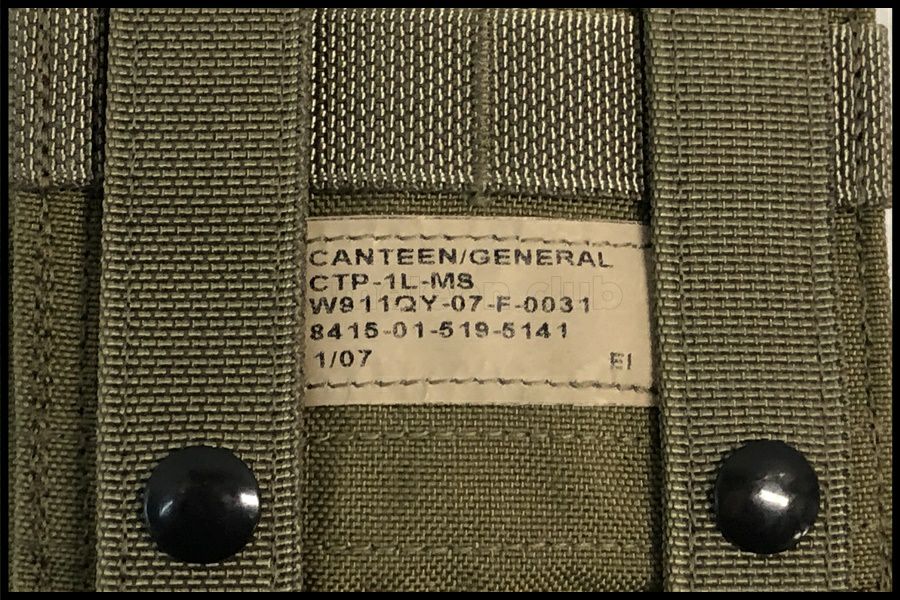 CANTEEN/GENERAL
CTP-1L-MS
W911QY-07-F-0031
8415-01-519-5141
1/07 EI